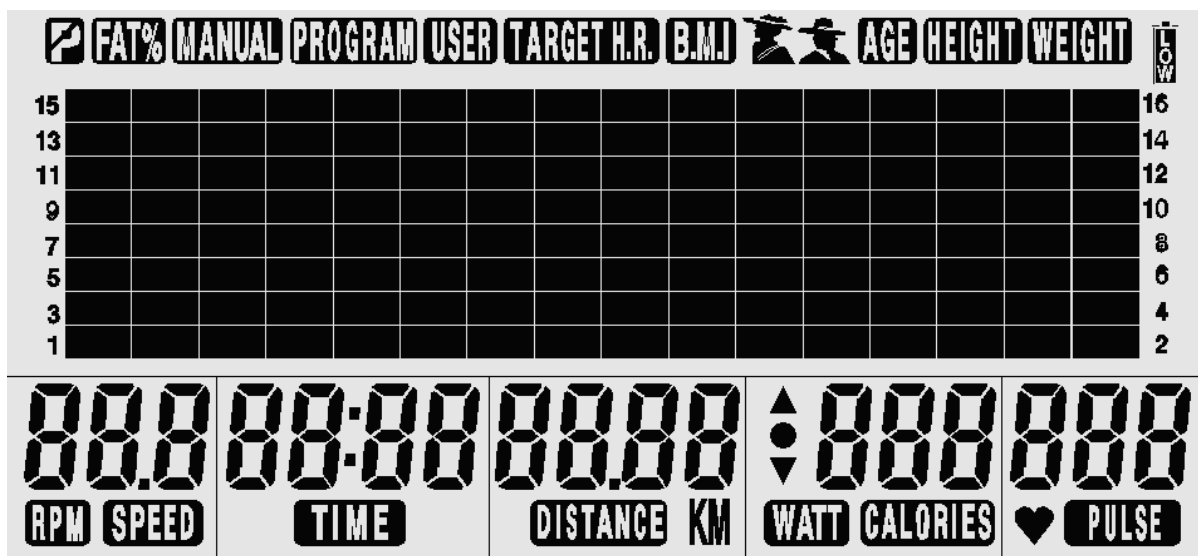 P FAT% MANUAL PROGRAM USER TARGET H.R. B.M.I AGE HEIGHT WEIGHT LOW
15 16
13 14
11 12
9 10
7 8
5 6
3 4
1 2
88.8 88:88 88.88 888 888
RPM SPEED TIME DISTANCE KM WATT CALORIES PULSE